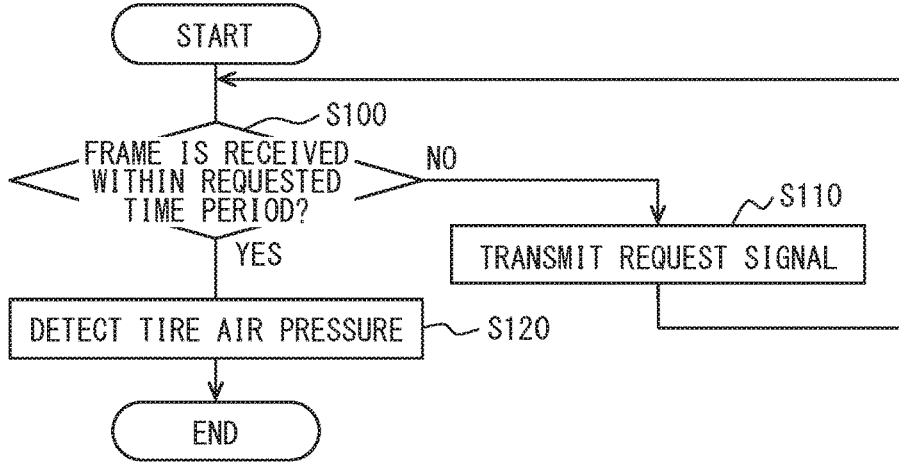 START
S100
FRAME IS RECEIVED
WITHIN REQUESTED
TIME PERIOD?
NO
YES
S110
TRANSMIT REQUEST SIGNAL
DETECT TIRE AIR PRESSURE
S120
END